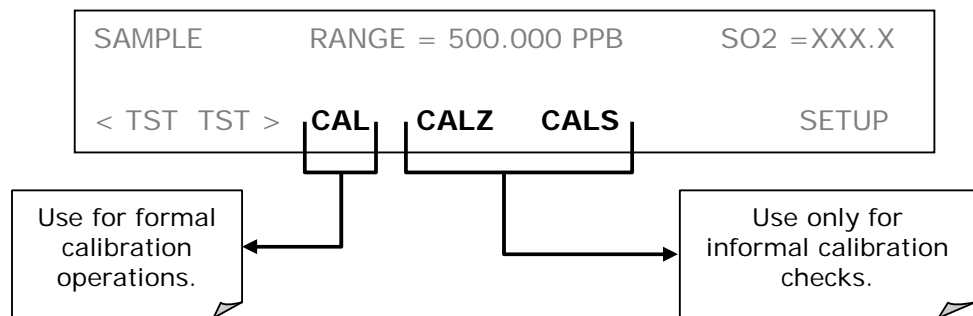 SAMPLE RANGE = 500.000 PPB SO2 =XXX.X
< TST TST > CAL CALZ CALS SETUP
Use for formal
calibration
operations.
Use only for
informal calibration
checks.